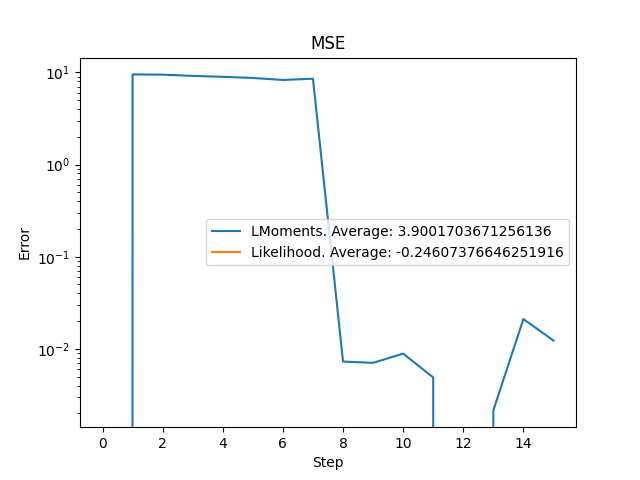 MSE
10¹
10⁰
10⁻¹
10⁻²
Error
LMoments. Average: 3.9001703671256136
Likelihood. Average: -0.24607376646251916
0 2 4 6 8 10 12 14
Step